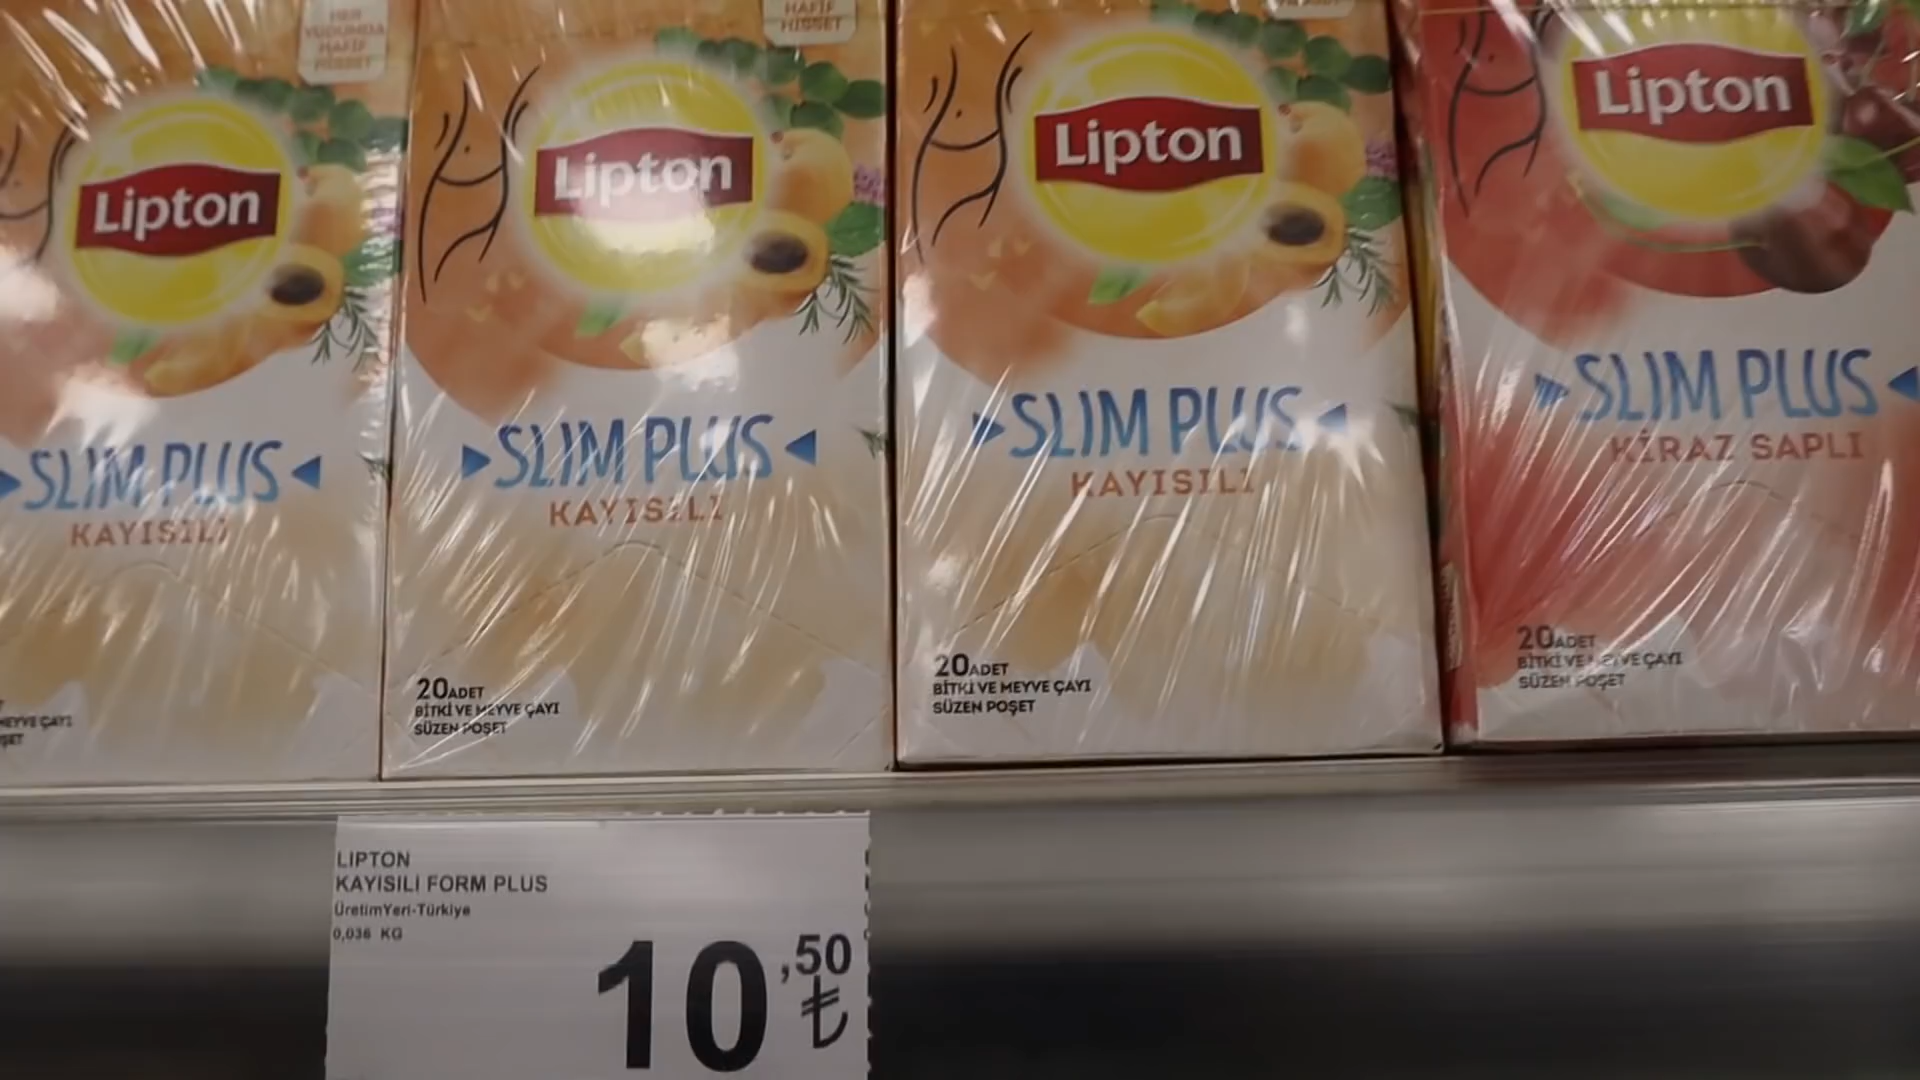 HER
YUDUMDA
HAFİF
HİSSET
HAFİF
HİSSET
Lipton
Lipton
Lipton
Lipton
SLIM PLUS
KAYISILI
SLIM PLUS
KAYISILI
SLIM PLUS
KAYISILI
SLIM PLUS
KİRAZ SAPLI
MEYVE ÇAYI
20 ADET
BİTKİ VE MEYVE ÇAYI
SÜZEN POŞET
20 ADET
BİTKİ VE MEYVE ÇAYI
SÜZEN POŞET
20 ADET
BİTKİ VE MEYVE ÇAYI
SÜZEN POŞET
LIPTON
KAYISILI FORM PLUS
ÜretimYeri-Türkiye
0,036 KG
10,50 ₺